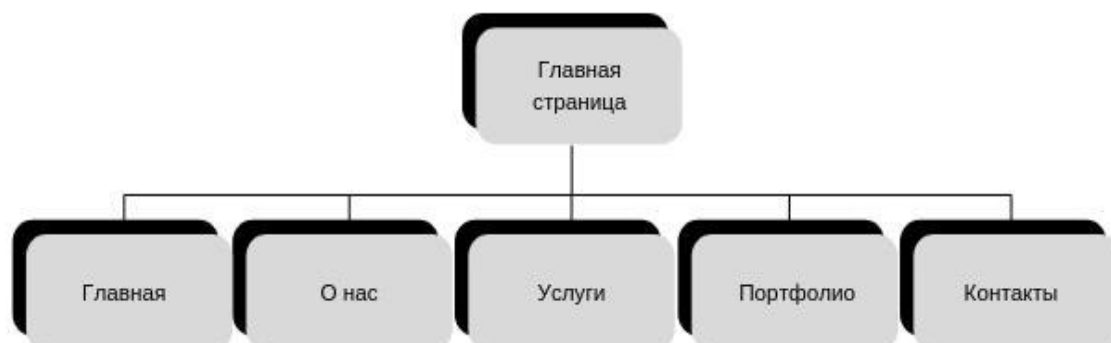 Главная
страница
Главная
О нас
Услуги
Портфолио
Контакты